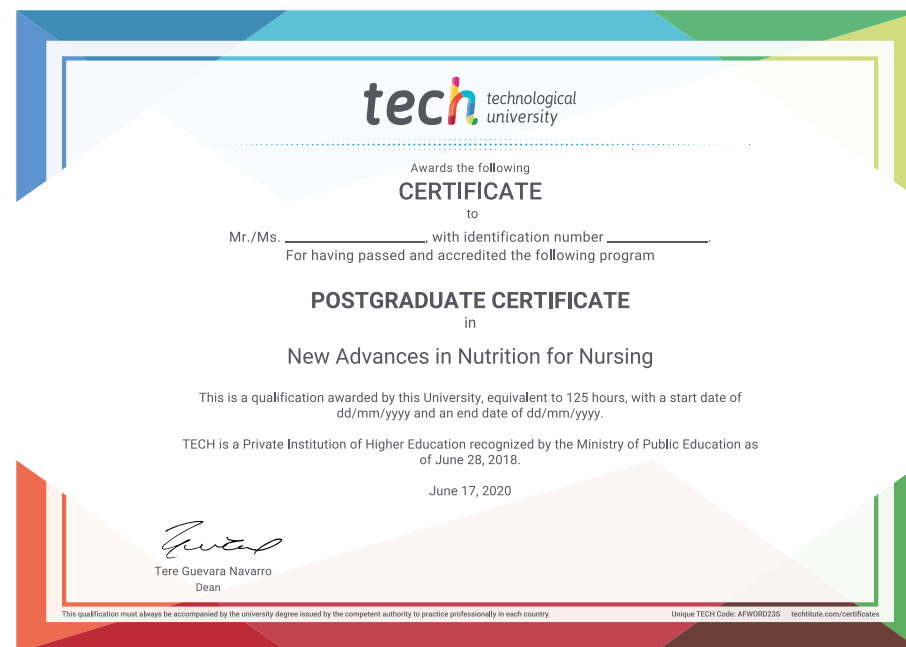 tech technological
university
Awards the following
CERTIFICATE
to
Mr./Ms. ____________________, with identification number ______________.
For having passed and accredited the following program
POSTGRADUATE CERTIFICATE
in
New Advances in Nutrition for Nursing
This is a qualification awarded by this University, equivalent to 125 hours, with a start date of
dd/mm/yyyy and an end date of dd/mm/yyyy.
TECH is a Private Institution of Higher Education recognized by the Ministry of Public Education as
of June 28, 2018.
June 17, 2020
Tere Guevara Navarro
Dean
This qualification must always be accompanied by the university degree issued by the competent authority to practice professionally in each country. Unique TECH Code: AFWORD23S techtitute.com/certificates